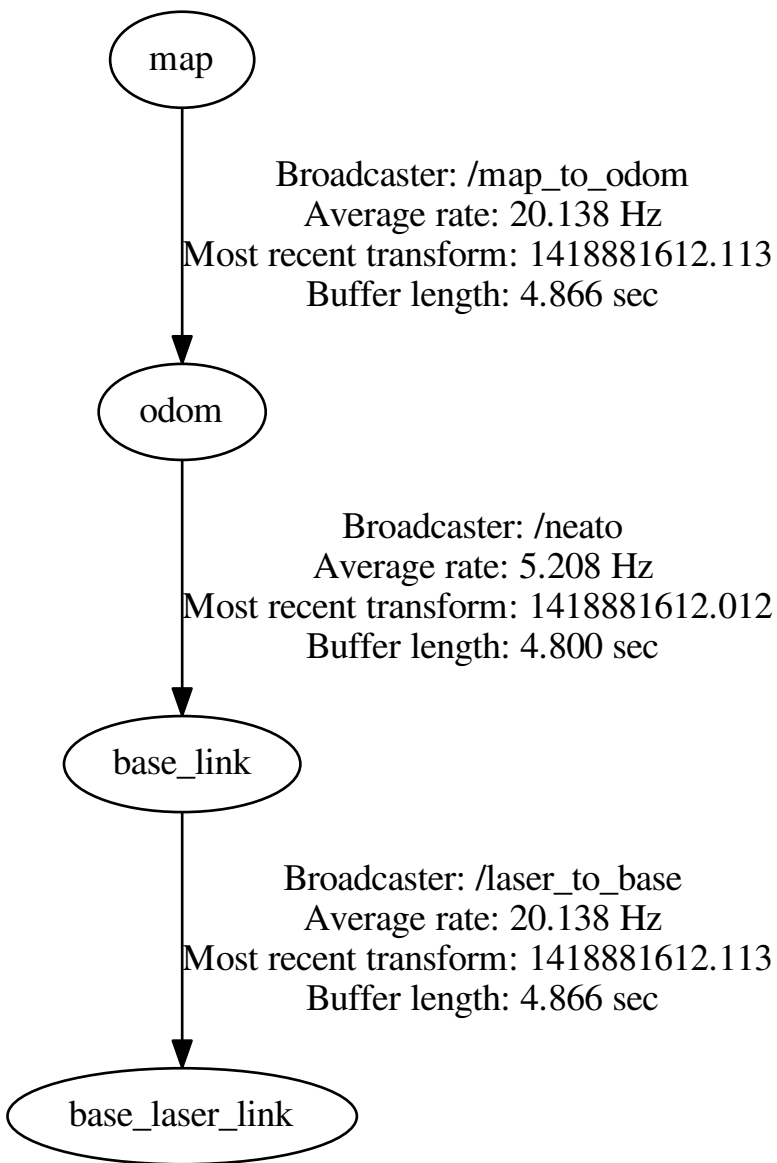 map
Broadcaster: /map_to_odom
Average rate: 20.138 Hz
Most recent transform: 1418881612.113
Buffer length: 4.866 sec
odom
Broadcaster: /neato
Average rate: 5.208 Hz
Most recent transform: 1418881612.012
Buffer length: 4.800 sec
base_link
Broadcaster: /laser_to_base
Average rate: 20.138 Hz
Most recent transform: 1418881612.113
Buffer length: 4.866 sec
base_laser_link